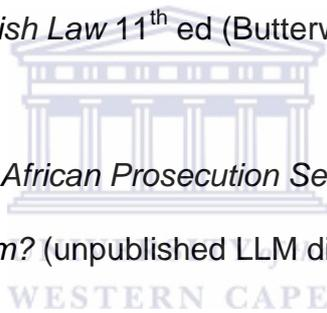 ish Law 11th ed (Butterv
African Prosecution Se
m? (unpublished LLM di
WESTERN CAPE